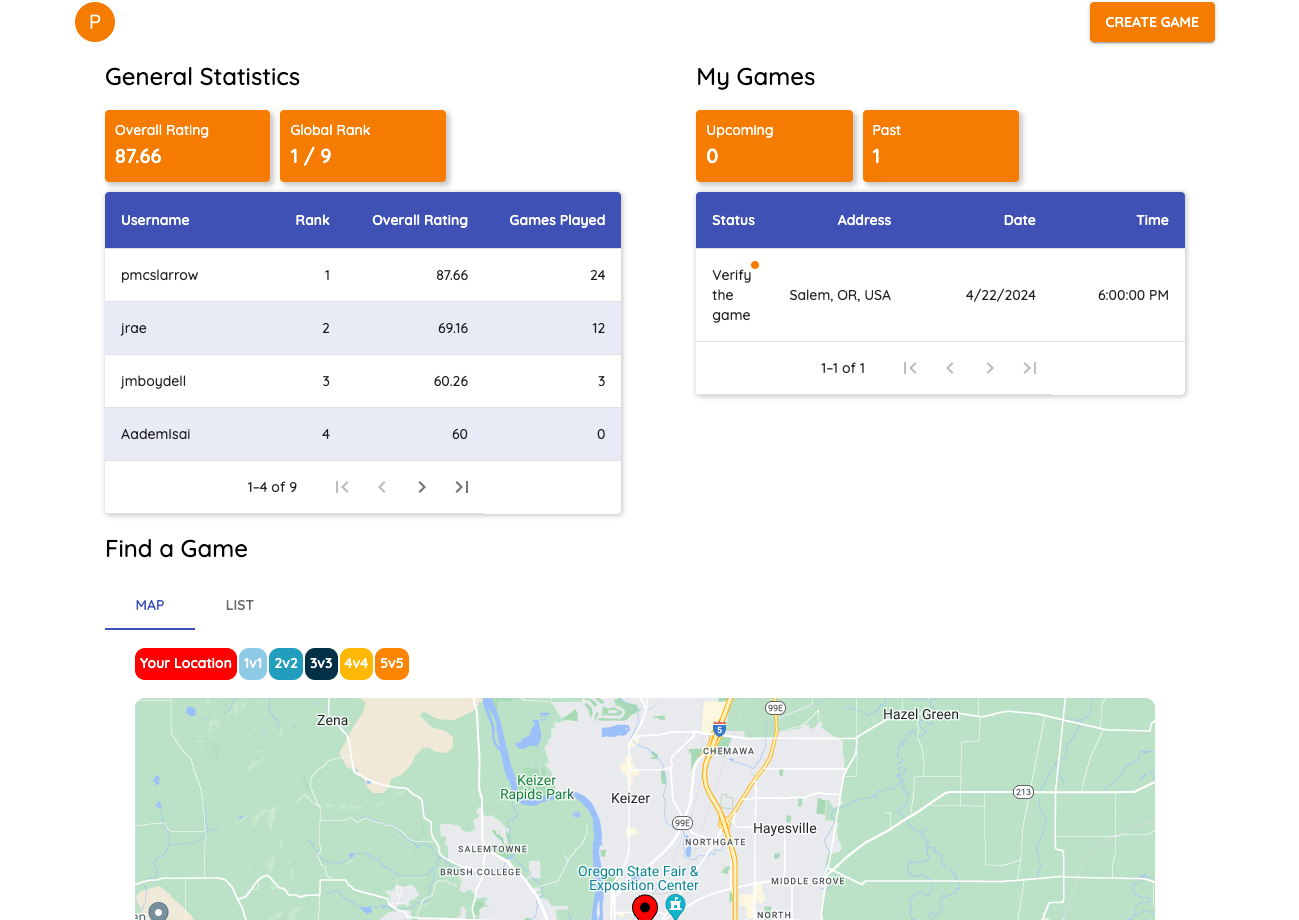 P
CREATE GAME
General Statistics
Overall Rating
87.66
Global Rank
1 / 9
Username Rank Overall Rating Games Played
pmcslarrow 1 87.66 24
jrae 2 69.16 12
jmboydell 3 60.26 3
Aademisai 4 60 0
1–4 of 9
My Games
Upcoming
0
Past
1
Status Address Date Time
Verify
the
game
Salem, OR, USA 4/22/2024 6:00:00 PM
1–1 of 1
Find a Game
MAP LIST
Your Location 1v1 2v2 3v3 4v4 5v5
Zena
99E
Hazel Green
5
CHEMAWA
Keizer
Rapids Park
Keizer
213
99E
Hayesville
NORTHGATE
SALEMTOWNE
BRUSH COLLEGE
Oregon State Fair &
Exposition Center
MIDDLE GROVE
NORTH